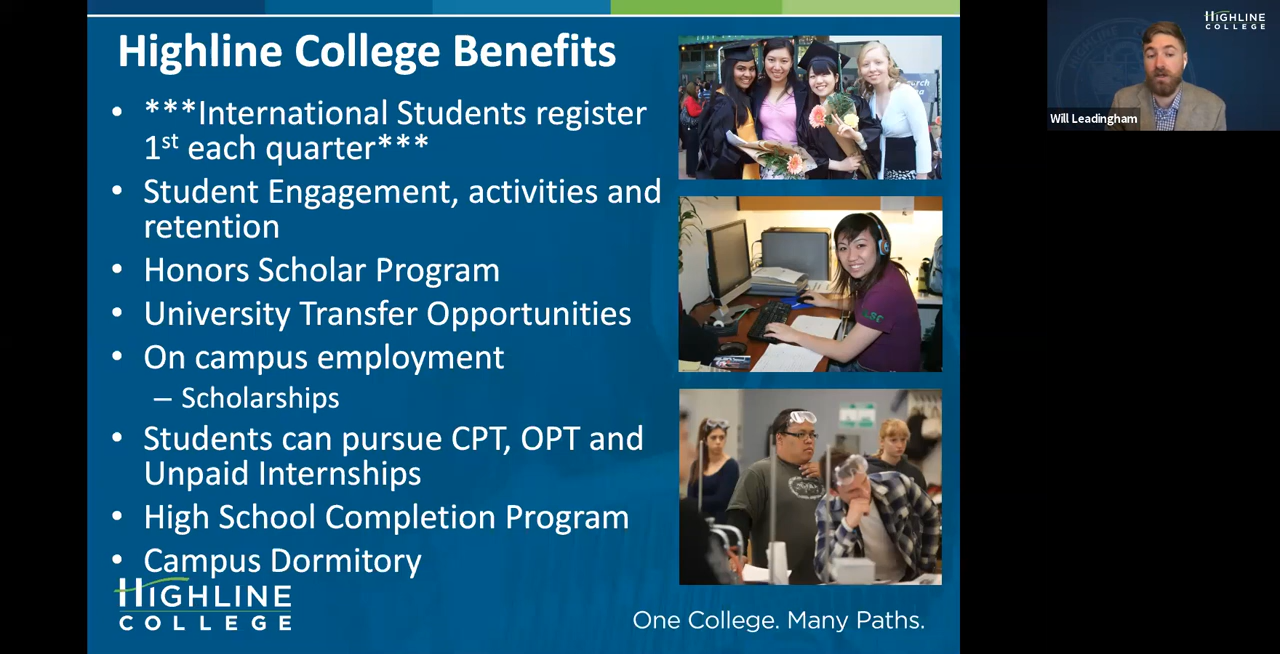 Highline College Benefits
• ***International Students register
1st each quarter***
• Student Engagement, activities and
retention
• Honors Scholar Program
• University Transfer Opportunities
• On campus employment
– Scholarships
• Students can pursue CPT, OPT and
Unpaid Internships
• High School Completion Program
• Campus Dormitory
HIGHLINE
COLLEGE
One College. Many Paths.
HIGHLINE
COLLEGE
Will Leadingham